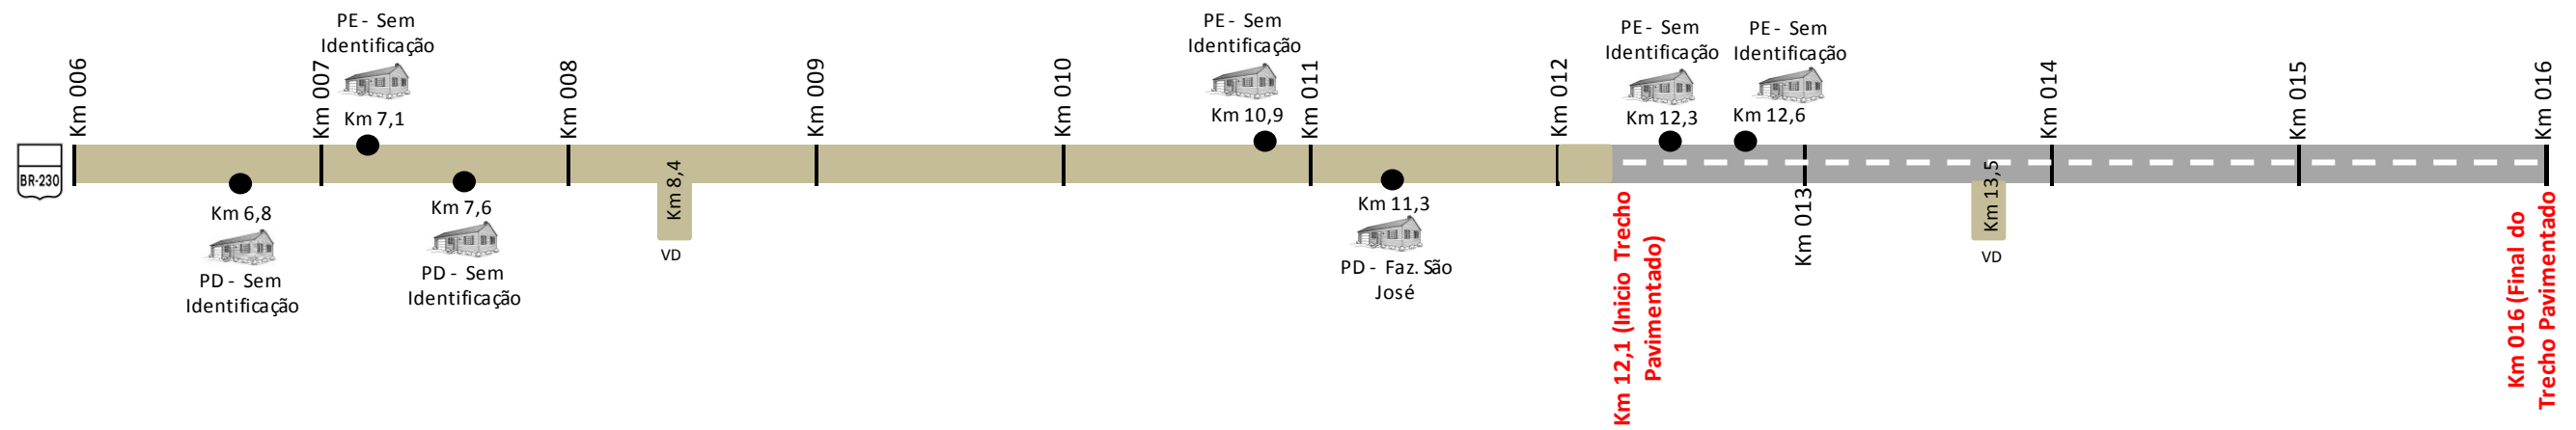 PE - Sem
Identificação
Km 7,1
PE - Sem
Identificação
Km 10,9
PE - Sem
Identificação
Km 12,3
PE - Sem
Identificação
Km 12,6
Km 006
Km 007
Km 008
Km 009
Km 010
Km 011
Km 012
Km 013
Km 014
Km 015
Km 016
BR-230
Km 6,8
PD - Sem
Identificação
Km 7,6
PD - Sem
Identificação
Km 8,4
VD
Km 11,3
PD - Faz. São
José
Km 12,1 (Inicio Trecho
Pavimentado)
Km 13,5
VD
Km 016 (Final do
Trecho Pavimentado)